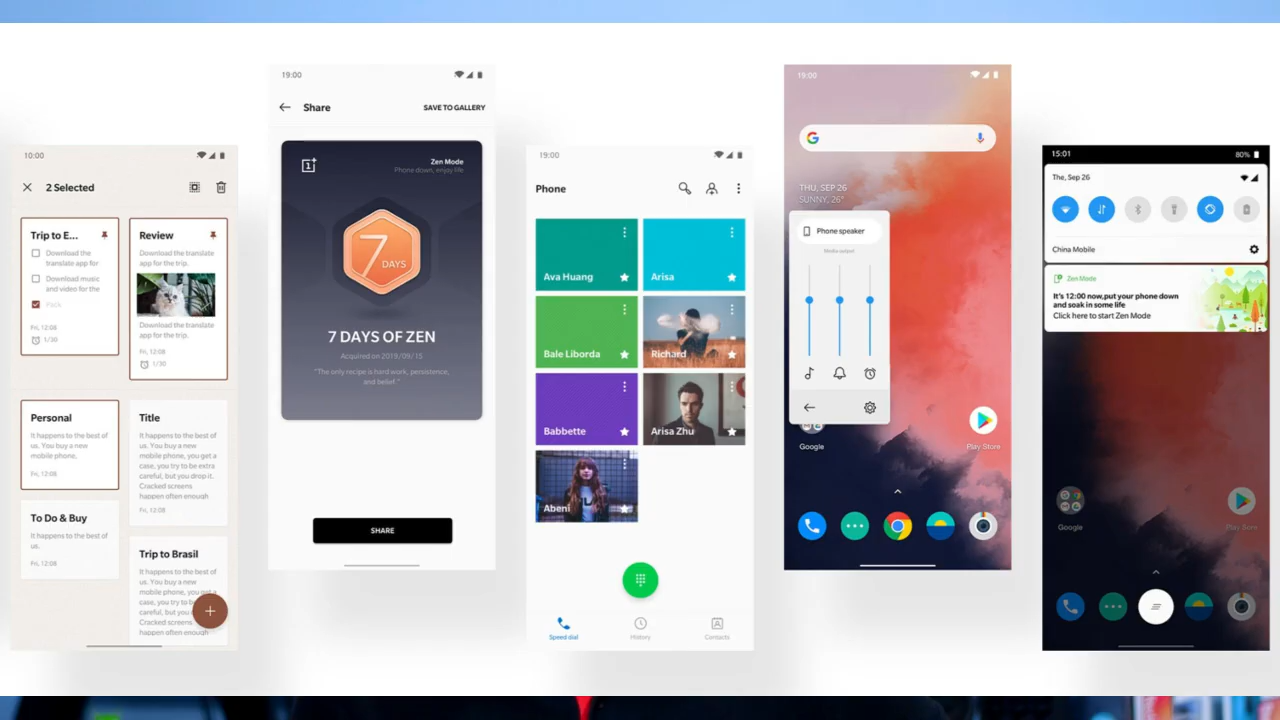 10:00
2 Selected
Trip to E...
Download the
translate app for
Download music
and video for the
Pack
Fri, 12:08
1/30
Review
Download the translate
app for the trip.
Download the translate
app for the trip.
Fri, 12:08
1/30
Personal
It happens to the best of
us. You buy a new
mobile phone.
Fri, 12:08
Title
It happens to the best of
us. You buy a new
mobile phone, you get a
case, you try to be extra
careful, but you drop it.
Cracked screens
happen often enough
Fri, 12:08
To Do & Buy
It happens to the best of
us.
Fri, 12:08
Trip to Brasil
It happens to the best of
us. You buy a new
mobile phone, you get a
case, you try to be
careful, but you
Cracked screens
happen often enough
19:00
Share
SAVE TO GALLERY
1+
Zen Mode
Phone down, enjoy life
7 DAYS
7 DAYS OF ZEN
Acquired on 2019/09/15
"The only recipe is hard work, persistence,
and belief."
SHARE
19:00
Phone
Ava Huang
Arisa
Bale Liborda
Richard
Babbette
Arisa Zhu
Abeni
Speed dial
History
Contacts
19:00
G
THU, SEP 26
SUNNY, 26°
Phone speaker
Media output
Google
Play Store
15:01
80%
Thu, Sep 26
China Mobile
Zen Mode
It's 12:00 now,put your phone down
and soak in some life
Click here to start Zen Mode
Google
Play Store